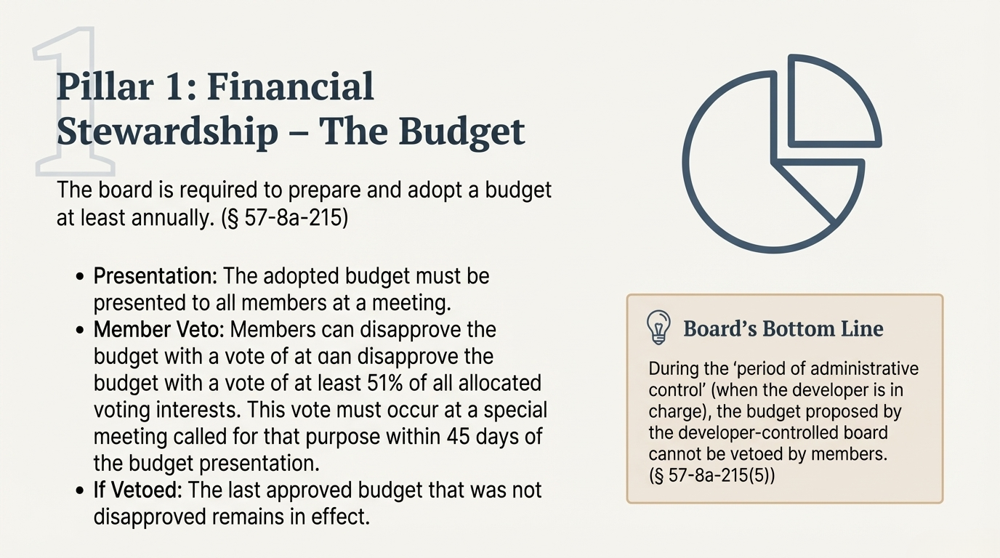 1
Pillar 1: Financial
Stewardship – The Budget
The board is required to prepare and adopt a budget
at least annually. (§ 57-8a-215)
• Presentation: The adopted budget must be
presented to all members at a meeting.
• Member Veto: Members can disapprove the
budget with a vote of at ɑan disapprove the
budget with a vote of at least 51% of all allocated
voting interests. This vote must occur at a special
meeting called for that purpose within 45 days of
the budget presentation.
• If Vetoed: The last approved budget that was not
disapproved remains in effect.
Board’s Bottom Line
During the ‘period of administrative
control’ (when the developer is in
charge), the budget proposed by
the developer-controlled board
cannot be vetoed by members.
(§ 57-8a-215(5))